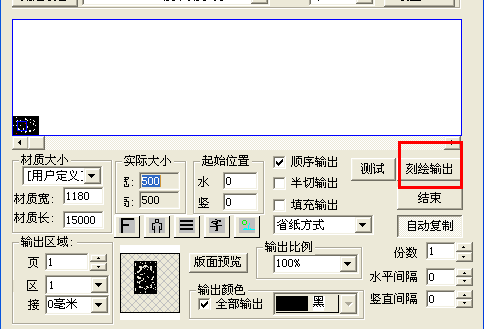 材质大小
[用户定义]
材质宽: 1180
材质长: 15000
实际大小
宽: 500
高: 500
起始位置
水 0
竖 0
顺序输出
半切输出
填充输出
省纸方式
测试
刻绘输出
结束
自动复制
输出区域:
页 1
区 1
接 0毫米
版面预览
输出比例
100%
输出颜色
全部输出
黑
份数 1
水平间隔 0
竖直间隔 0